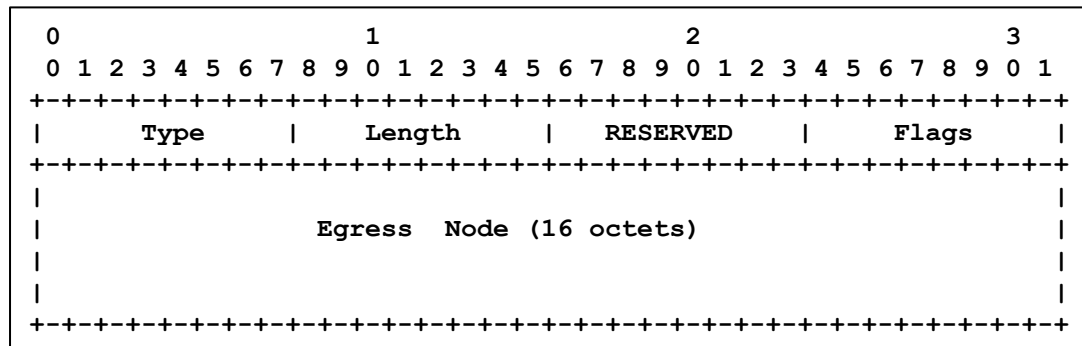 0                   1                   2                   3
 0 1 2 3 4 5 6 7 8 9 0 1 2 3 4 5 6 7 8 9 0 1 2 3 4 5 6 7 8 9 0 1
+-+-+-+-+-+-+-+-+-+-+-+-+-+-+-+-+-+-+-+-+-+-+-+-+-+-+-+-+-+-+-+-+
|      Type     |    Length     |   RESERVED    |     Flags     |
+-+-+-+-+-+-+-+-+-+-+-+-+-+-+-+-+-+-+-+-+-+-+-+-+-+-+-+-+-+-+-+-+
|                                                               |
|                 Egress  Node (16 octets)                      |
|                                                               |
|                                                               |
+-+-+-+-+-+-+-+-+-+-+-+-+-+-+-+-+-+-+-+-+-+-+-+-+-+-+-+-+-+-+-+-+